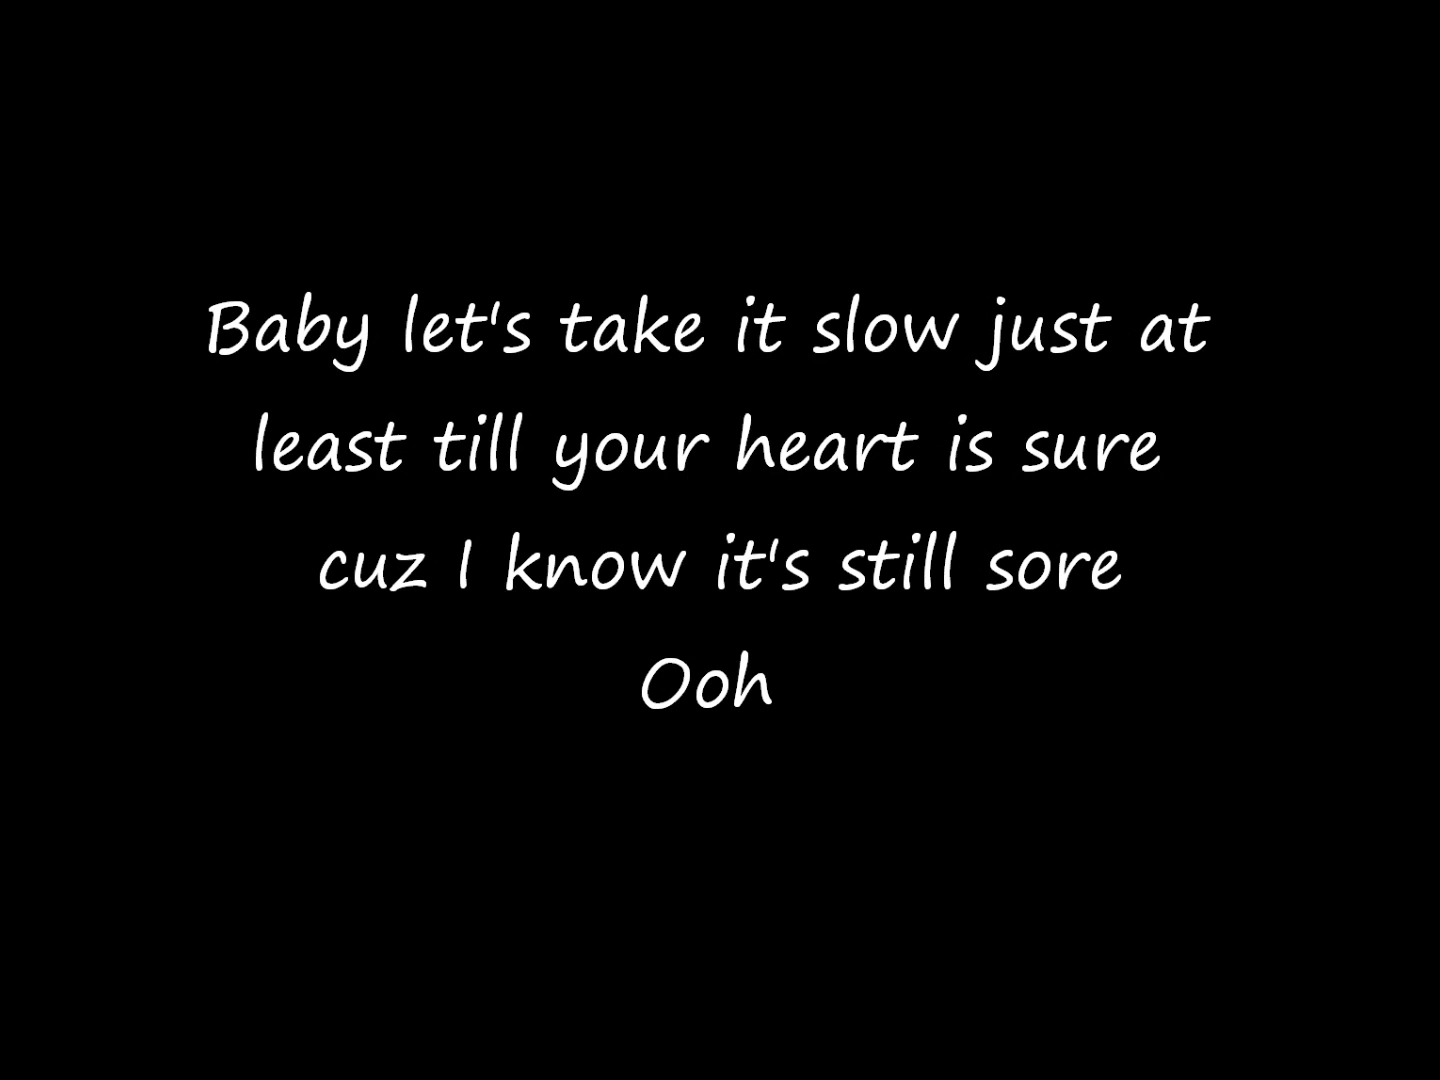 Baby let's take it slow just at
least till your heart is sure
cuz I know it's still sore
Ooh